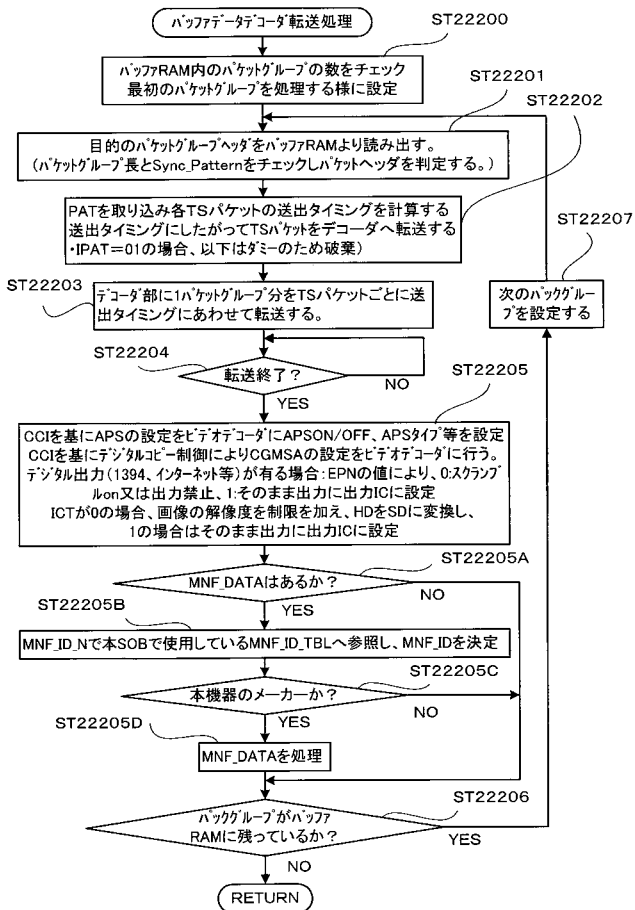 バッファデータデコーダ転送処理
ST22200
バッファRAM内のパケットグループの数をチェック
最初のパケットグループを処理する様に設定
ST22201
ST22202
目的のパケットグループヘッダをバッファRAMより読み出す。
(パケットグループ長とSync_Patternをチェックしパケットヘッダを判定する。)
PATを取り込み各TSパケットの送出タイミングを計算する
送出タイミングにしたがってTSパケットをデコーダへ転送する
・IPAT=01の場合、以下はダミーのため破棄)
ST22207
次のパックグループ
を設定する
ST22203
デコーダ部に1パケットグループ分をTSパケットごとに送
出タイミングにあわせて転送する。
ST22204
転送終了?
NO
YES
ST22205
CCIを基にAPSの設定をビデオデコーダにAPSON/OFF、APSタイプ等を設定
CCIを基にデジタルコピー制御によりCGMSAの設定をビデオデコーダに行う。
デジタル出力(1394、インターネット等)が有る場合:EPNの値により、0:スクランブ
ルon又は出力禁止、1:そのまま出力に出力ICに設定
ICTが0の場合、画像の解像度を制限を加え、HDをSDに変換し、
1の場合はそのまま出力に出力ICに設定
ST22205A
MNF_DATAはあるか?
NO
YES
ST22205B
MNF_ID_Nで本SOBで使用しているMNF_ID_TBLへ参照し、MNF_IDを決定
ST22205C
本機器のメーカーか?
NO
YES
ST22205D
MNF_DATAを処理
ST22206
パックグループがバッファ
RAMに残っているか?
YES
NO
RETURN